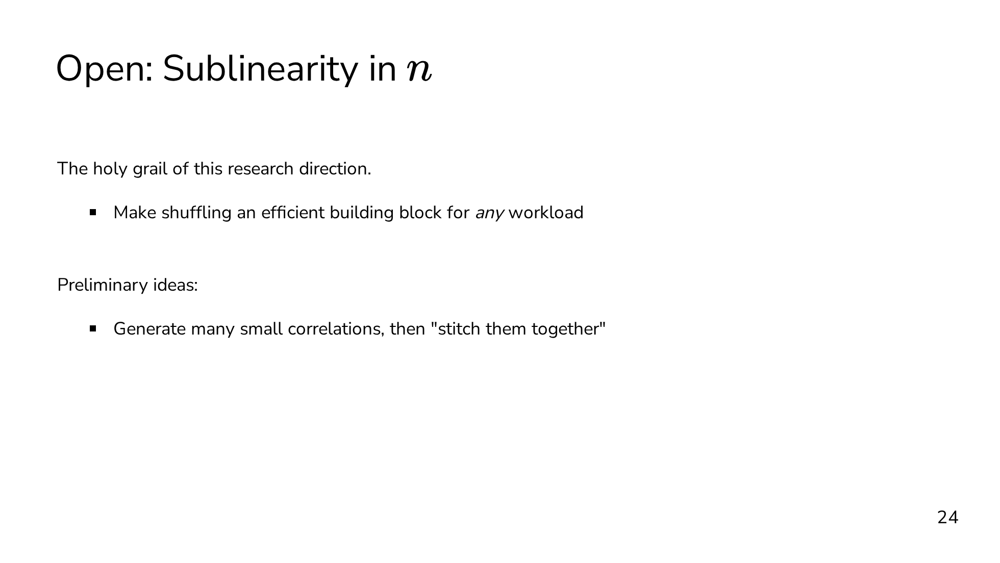 Open: Sublinearity in n
The holy grail of this research direction.
▪ Make shuffling an efficient building block for any workload
Preliminary ideas:
▪ Generate many small correlations, then "stitch them together"
24